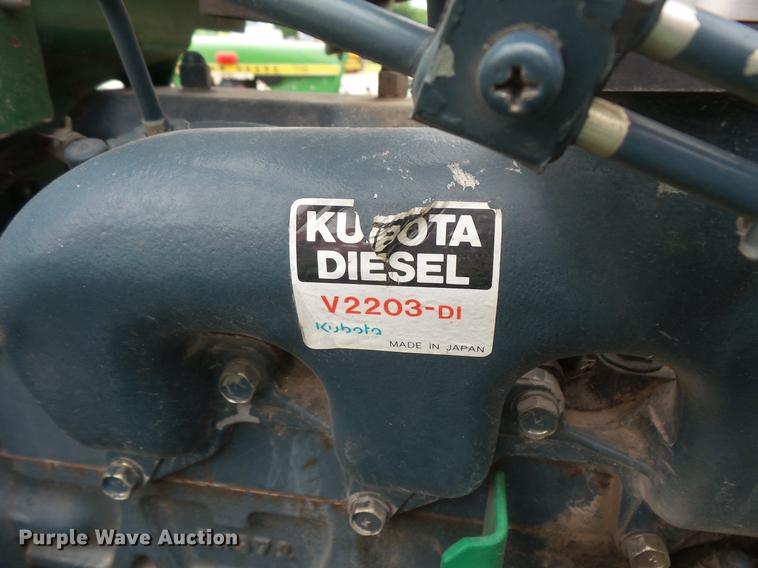 KUBOTA
DIESEL
V2203-DI
Kubota
MADE IN JAPAN
Purple Wave Auction